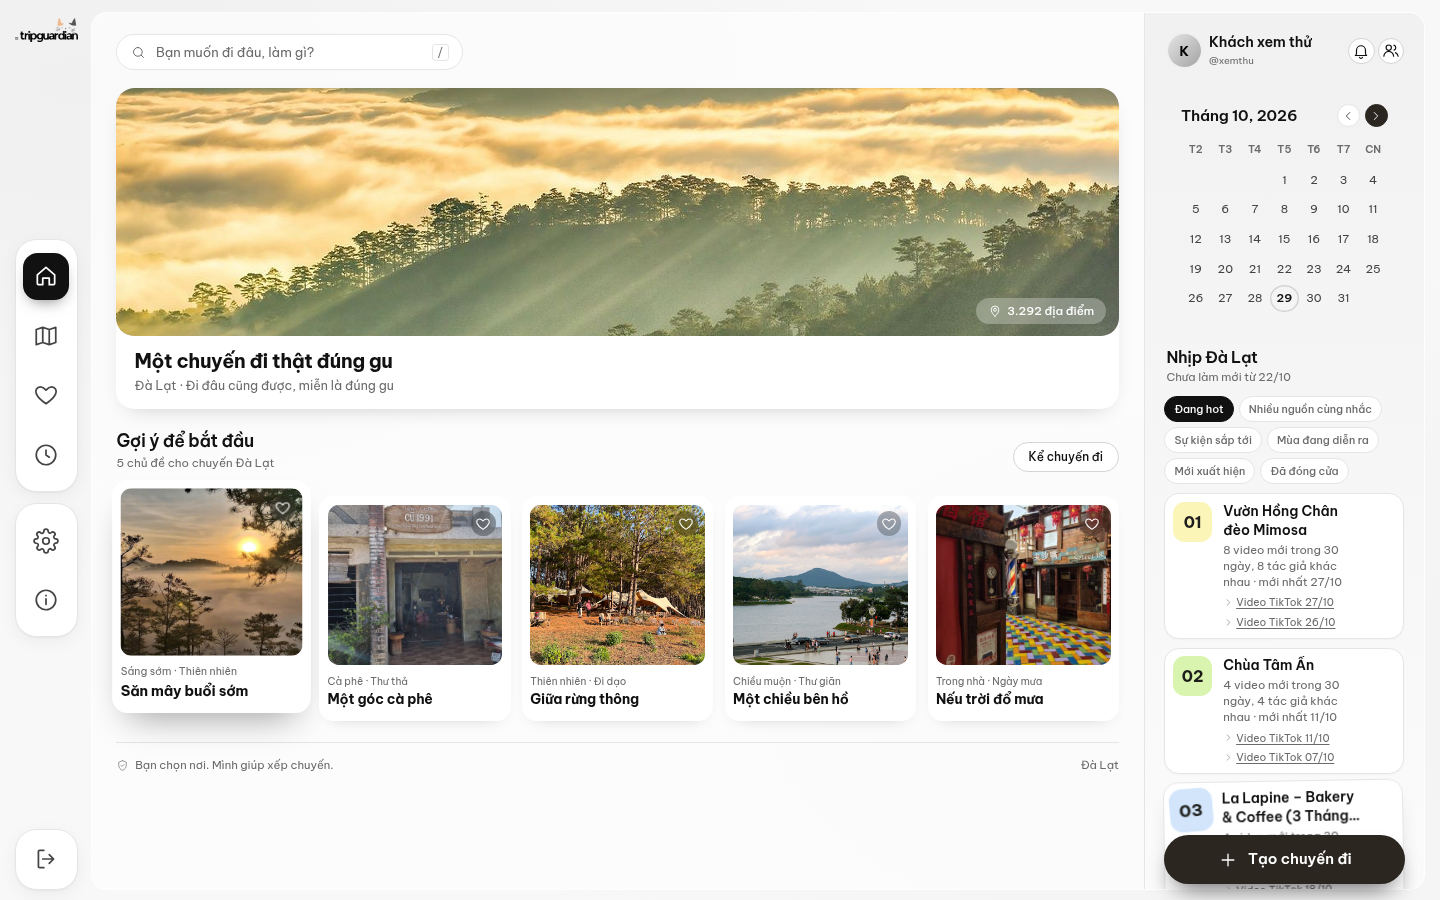 tripguardian
Bạn muốn đi đâu, làm gì?
/
3.292 địa điểm
Một chuyến đi thật đúng gu
Đà Lạt · Đi đâu cũng được, miễn là đúng gu
Gợi ý để bắt đầu
5 chủ đề cho chuyến Đà Lạt
Kể chuyến đi
CŨ 1991
Sáng sớm · Thiên nhiên
Săn mây buổi sớm
Cà phê · Thư thả
Một góc cà phê
Thiên nhiên · Đi dạo
Giữa rừng thông
Chiều muộn · Thư giãn
Một chiều bên hồ
Trong nhà · Ngày mưa
Nếu trời đổ mưa
Bạn chọn nơi. Mình giúp xếp chuyến.
Đà Lạt
K
Khách xem thử
@xemthu
Tháng 10, 2026
T2 T3 T4 T5 T6 T7 CN
1 2 3 4
5 6 7 8 9 10 11
12 13 14 15 16 17 18
19 20 21 22 23 24 25
26 27 28 29 30 31
Nhịp Đà Lạt
Chưa làm mới từ 22/10
Đang hot
Nhiều nguồn cùng nhắc
Sự kiện sắp tới
Mùa đang diễn ra
Mới xuất hiện
Đã đóng cửa
01
Vườn Hồng Chân
đèo Mimosa
8 video mới trong 30
ngày, 8 tác giả khác
nhau · mới nhất 27/10
Video TikTok 27/10
Video TikTok 26/10
02
Chùa Tâm Ấn
4 video mới trong 30
ngày, 4 tác giả khác
nhau · mới nhất 11/10
Video TikTok 11/10
Video TikTok 07/10
03
La Lapine – Bakery
& Coffee (3 Tháng...
Tạo chuyến đi